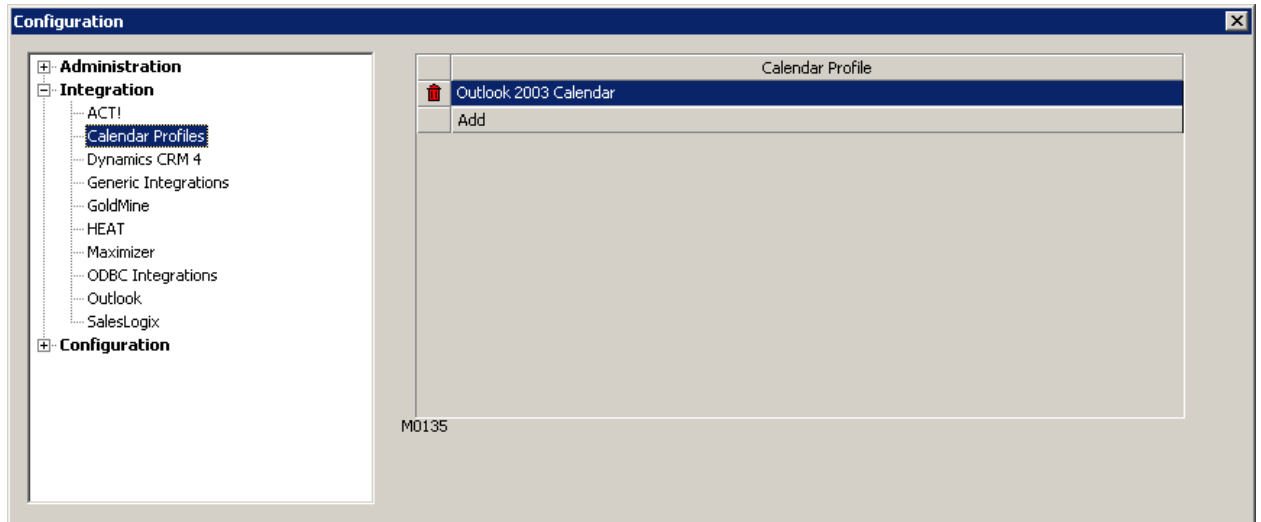 Configuration
Administration
Integration
ACT!
Calendar Profiles
Dynamics CRM 4
Generic Integrations
GoldMine
HEAT
Maximizer
ODBC Integrations
Outlook
SalesLogix
Configuration
Calendar Profile
Outlook 2003 Calendar
Add
M0135